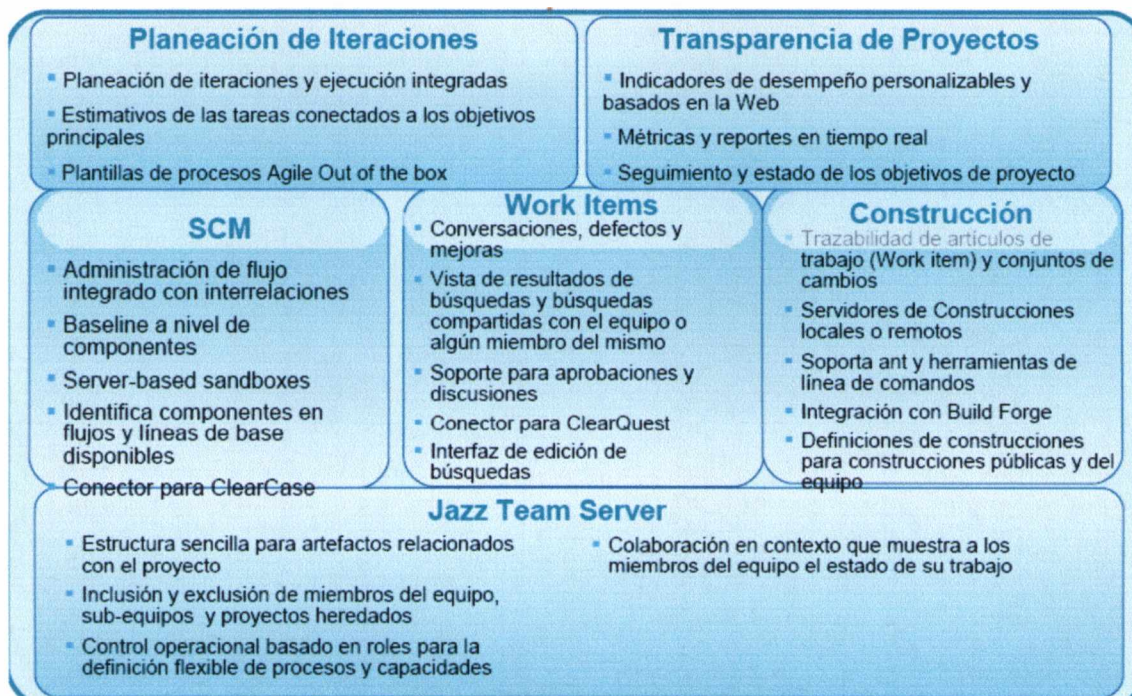 Planeación de Iteraciones
▪ Planeación de iteraciones y ejecución integradas
▪ Estimativos de las tareas conectados a los objetivos
principales
▪ Plantillas de procesos Agile Out of the box
Transparencia de Proyectos
▪ Indicadores de desempeño personalizables y
basados en la Web
▪ Métricas y reportes en tiempo real
▪ Seguimiento y estado de los objetivos de proyecto
SCM
▪ Administración de flujo
integrado con interrelaciones
▪ Baseline a nivel de
componentes
▪ Server-based sandboxes
▪ Identifica componentes en
flujos y líneas de base
disponibles
▪ Conector para ClearCase
Work Items
▪ Conversaciones, defectos y
mejoras
▪ Vista de resultados de
búsquedas y búsquedas
compartidas con el equipo o
algún miembro del mismo
▪ Soporte para aprobaciones y
discusiones
▪ Conector para ClearQuest
▪ Interfaz de edición de
búsquedas
Construcción
▪ Trazabilidad de artículos de
trabajo (Work item) y conjuntos de
cambios
▪ Servidores de Construcciones
locales o remotos
▪ Soporta ant y herramientas de
línea de comandos
▪ Integración con Build Forge
▪ Definiciones de construcciones
para construcciones públicas y del
equipo
Jazz Team Server
▪ Estructura sencilla para artefactos relacionados
con el proyecto
▪ Inclusión y exclusión de miembros del equipo,
sub-equipos y proyectos heredados
▪ Control operacional basado en roles para la
definición flexible de procesos y capacidades
▪ Colaboración en contexto que muestra a los
miembros del equipo el estado de su trabajo